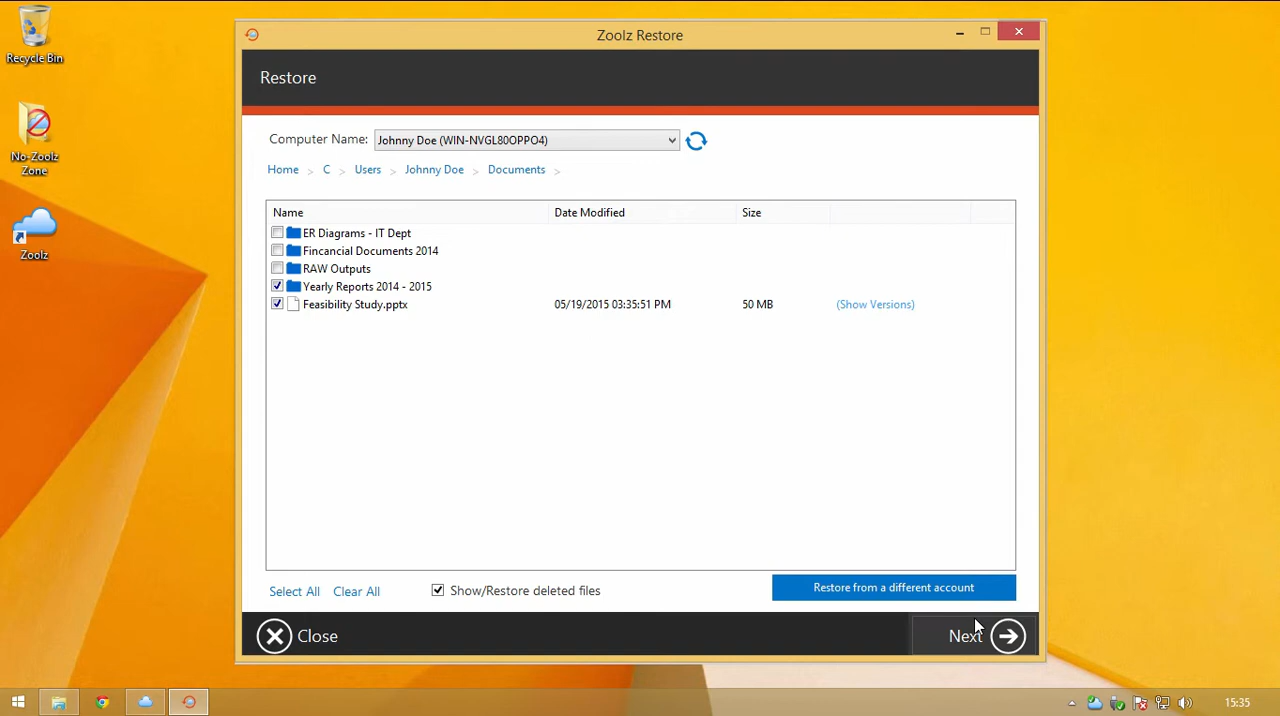 Recycle Bin
No-Zoolz
Zone
Zoolz
Zoolz Restore
Restore
Computer Name: Johnny Doe (WIN-NVGL80OPPO4)
Home > C > Users > Johnny Doe > Documents >
Name Date Modified Size
ER Diagrams - IT Dept
Fincancial Documents 2014
RAW Outputs
Yearly Reports 2014 - 2015
Feasibility Study.pptx 05/19/2015 03:35:51 PM 50 MB (Show Versions)
Select All Clear All Show/Restore deleted files Restore from a different account
Close Next
15:35